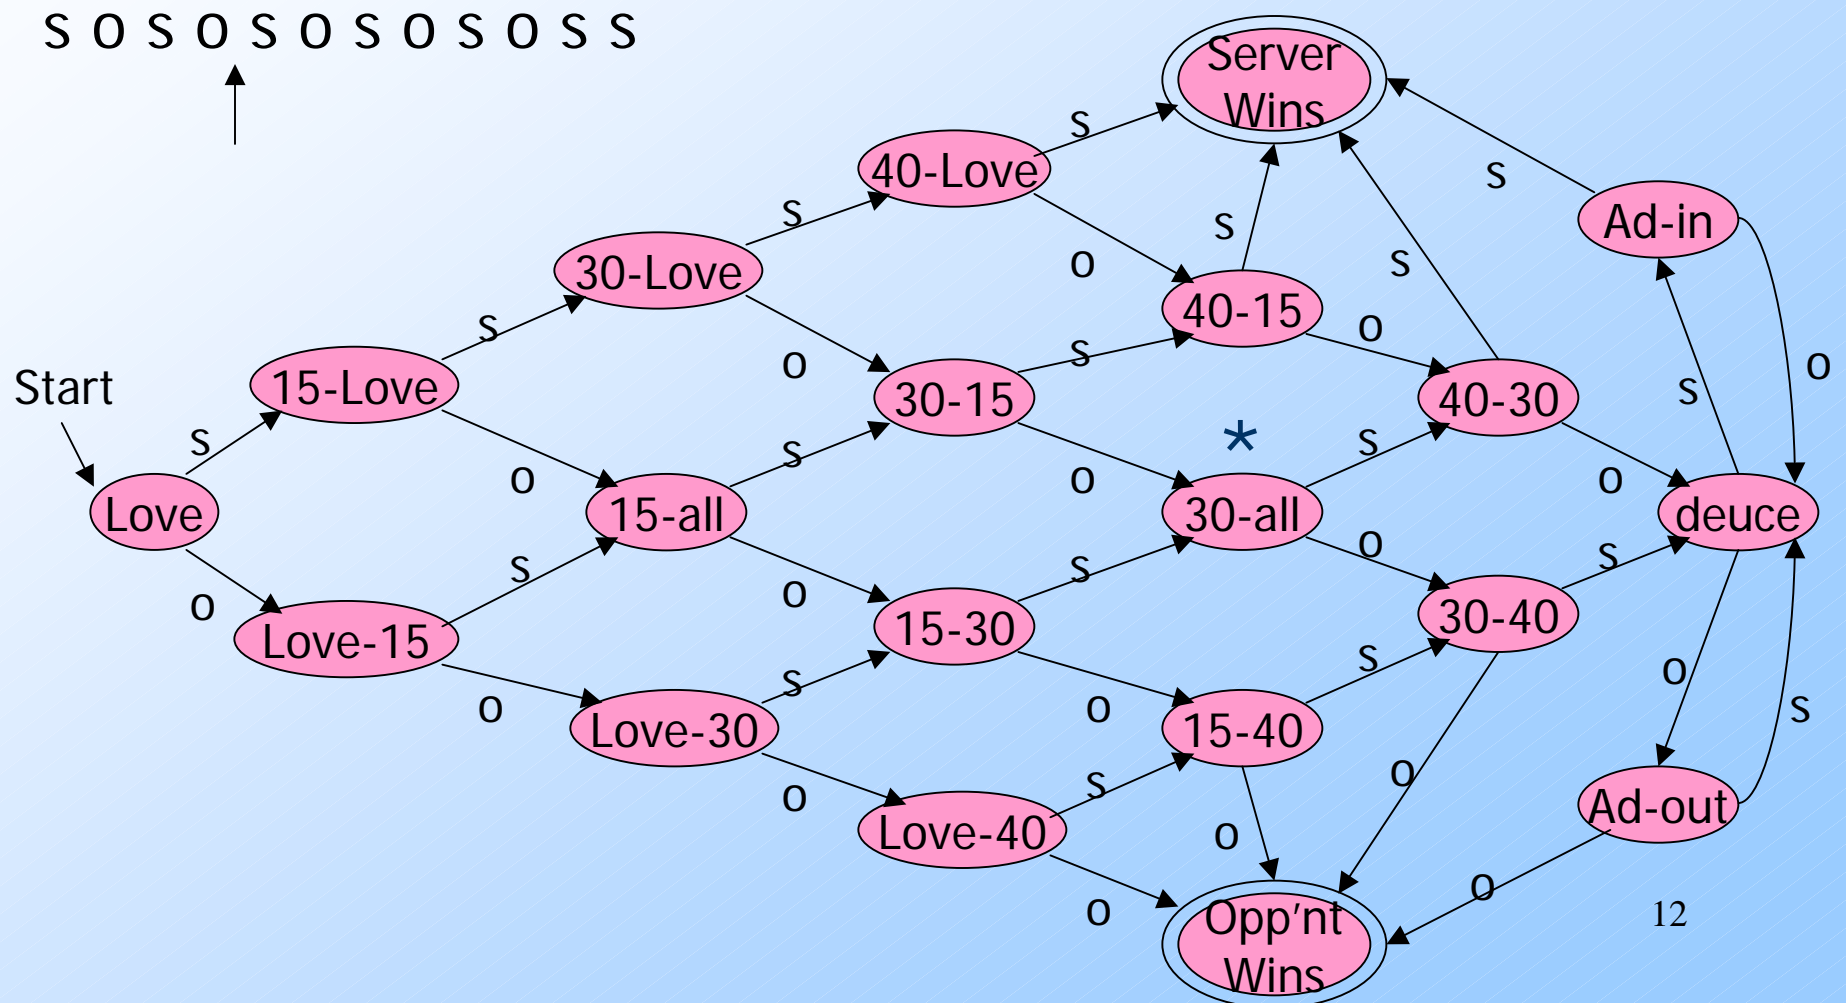 s o s o s o s o s o s s
Server
Wins
s
40-Love
s
Ad-in
s
s
s
30-Love
o
40-15
s
o
o
s
15-Love
o
s
30-15
40-30
s
Start
*
s
s
o
s
o
o
Love
15-all
30-all
deuce
o
s
s
o
s
o
15-30
30-40
Love-15
s
o
s
o
o
s
Love-30
15-40
o
s
o
Love-40
o
Ad-out
o
o
Opp'nt
Wins
12